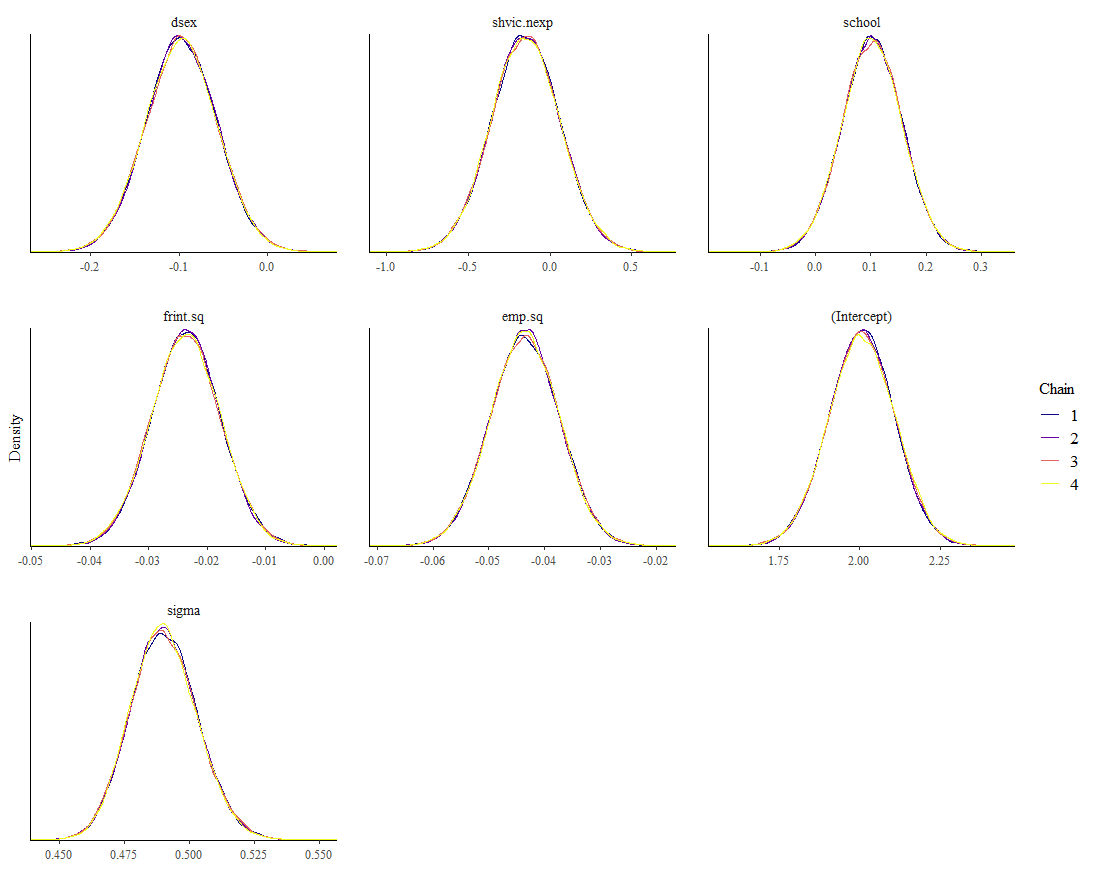 dsex
shvic.nexp
school
-0.2 -0.1 0.0
-1.0 -0.5 0.0 0.5
-0.1 0.0 0.1 0.2 0.3
frint.sq
emp.sq
(Intercept)
Density
-0.05 -0.04 -0.03 -0.02 -0.01 0.00
-0.07 -0.06 -0.05 -0.04 -0.03 -0.02
1.75 2.00 2.25
Chain
1
2
3
4
sigma
0.450 0.475 0.500 0.525 0.550